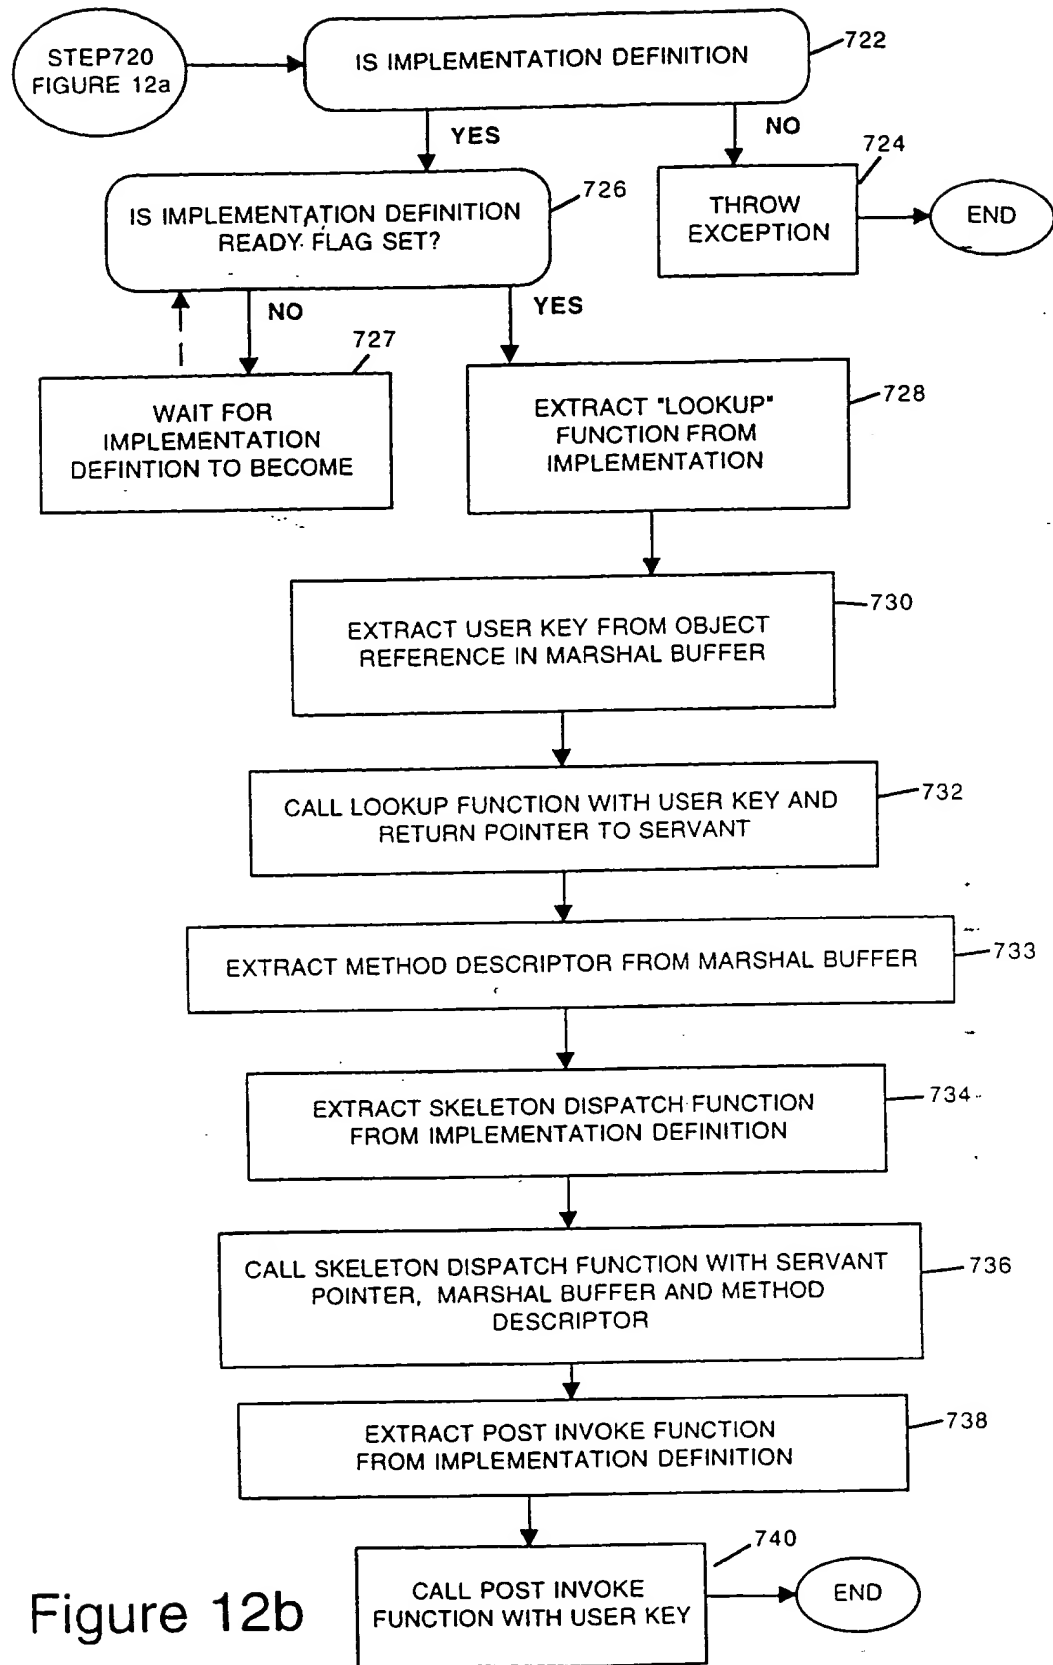 STEP720
FIGURE 12a
IS IMPLEMENTATION DEFINITION
722
YES
NO
724
THROW
EXCEPTION
END
IS IMPLEMENTATION DEFINITION
READY FLAG SET?
726
NO
YES
727
WAIT FOR
IMPLEMENTATION
DEFINTION TO BECOME
EXTRACT "LOOKUP"
FUNCTION FROM
IMPLEMENTATION
728
EXTRACT USER KEY FROM OBJECT
REFERENCE IN MARSHAL BUFFER
730
CALL LOOKUP FUNCTION WITH USER KEY AND
RETURN POINTER TO SERVANT
732
EXTRACT METHOD DESCRIPTOR FROM MARSHAL BUFFER
733
EXTRACT SKELETON DISPATCH FUNCTION
FROM IMPLEMENTATION DEFINITION
734
CALL SKELETON DISPATCH FUNCTION WITH SERVANT
POINTER, MARSHAL BUFFER AND METHOD
DESCRIPTOR
736
EXTRACT POST INVOKE FUNCTION
FROM IMPLEMENTATION DEFINITION
738
CALL POST INVOKE
FUNCTION WITH USER KEY
740
END
Figure 12b